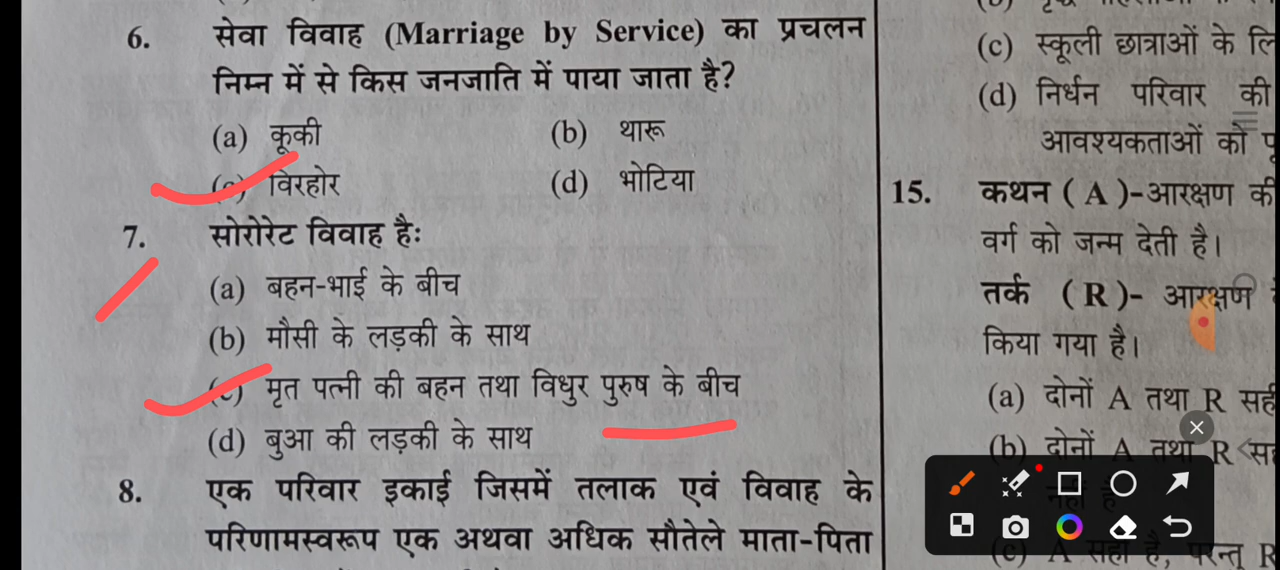 6. सेवा विवाह (Marriage by Service) का प्रचलन
निम्न में से किस जनजाति में पाया जाता है?
(a) कूकी (b) थारू
विरहोर (d) भोटिया
7. सोरोरेट विवाह हैः
(a) बहन-भाई के बीच
(b) मौसी के लड़की के साथ
(c) मृत पत्नी की बहन तथा विधुर पुरुष के बीच
(d) बुआ की लड़की के साथ
8. एक परिवार इकाई जिसमें तलाक एवं विवाह के
परिणामस्वरूप एक अथवा अधिक सौतेले माता-पिता
(c) स्कूली छात्राओं के
(d) निर्धन परिवार की
आवश्यकताओं को
15. कथन (A)-आरक्षण की
वर्ग को जन्म देती है।
तर्क (R)- आरक्षण
किया गया है।
(a) दोनों A तथा R सही
(b) दोनों A तथा R
(c) A सही है, परन्तु R